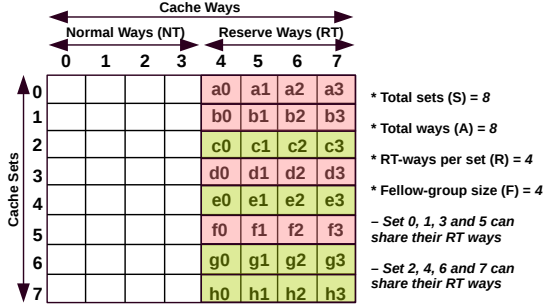 Cache Ways
Normal Ways (NT) Reserve Ways (RT)
0 1 2 3 4 5 6 7
Cache Sets
0 a0 a1 a2 a3
1 b0 b1 b2 b3
2 c0 c1 c2 c3
3 d0 d1 d2 d3
4 e0 e1 e2 e3
5 f0 f1 f2 f3
6 g0 g1 g2 g3
7 h0 h1 h2 h3
* Total sets (S) = 8
* Total ways (A) = 8
* RT-ways per set (R) = 4
* Fellow-group size (F) = 4
– Set 0, 1, 3 and 5 can
share their RT ways
– Set 2, 4, 6 and 7 can
share their RT ways